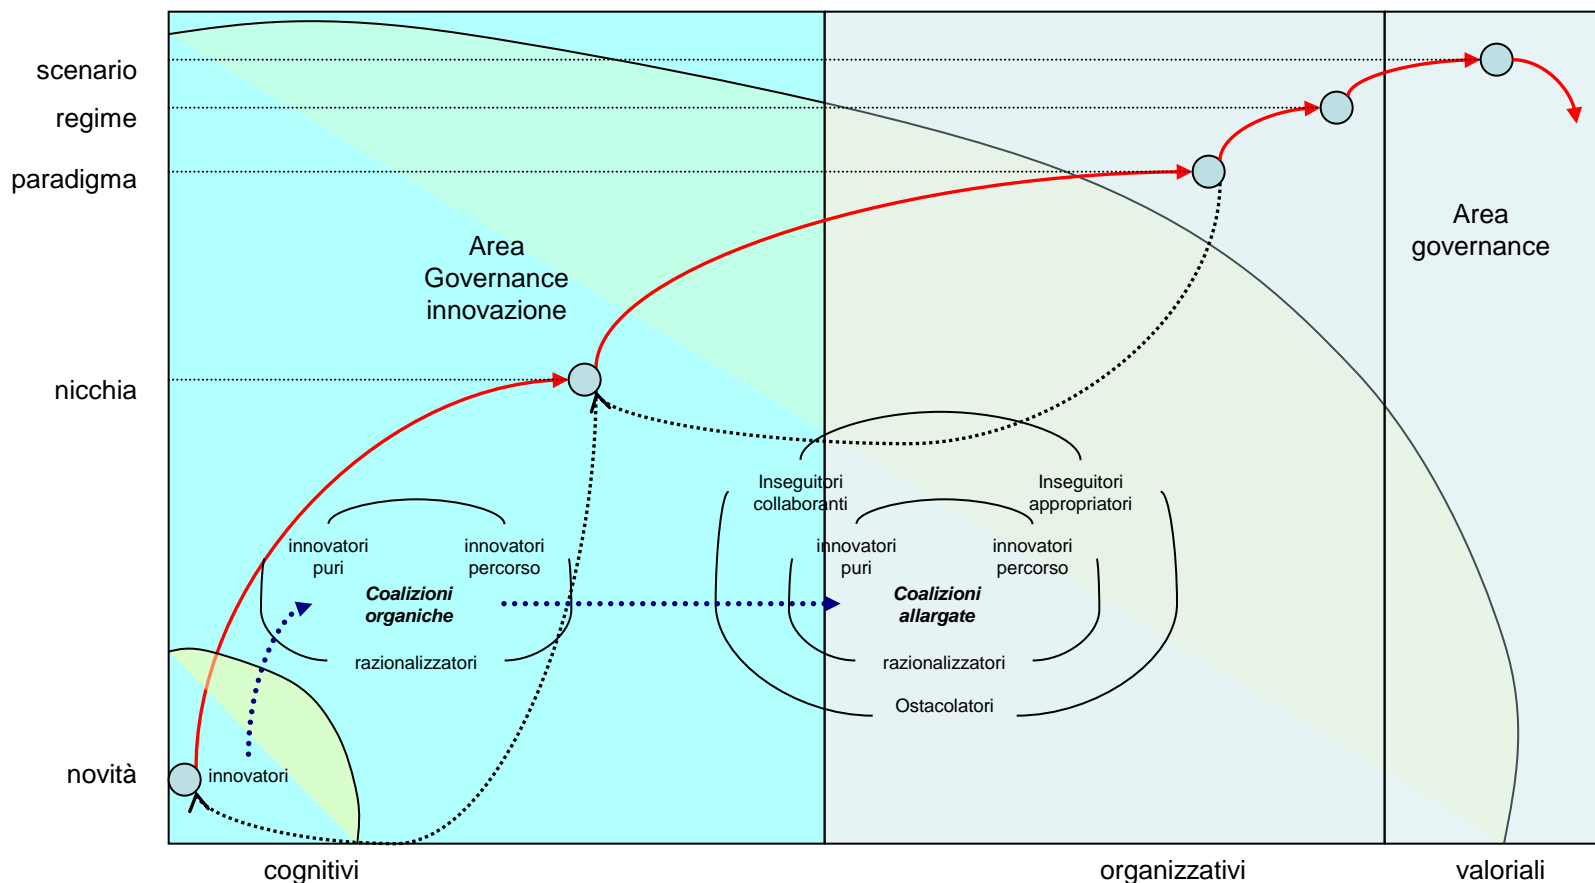 scenario
regime
paradigma
Area
governance
Area
Governance
innovazione
nicchia
Inseguitori
collaboranti
Inseguitori
appropriatori
innovatori
puri
innovatori
percorso
innovatori
puri
innovatori
percorso
Coalizioni
organiche
Coalizioni
allargate
razionalizzatori
razionalizzatori
Ostacolatori
novità
innovatori
cognitivi
organizzativi
valoriali